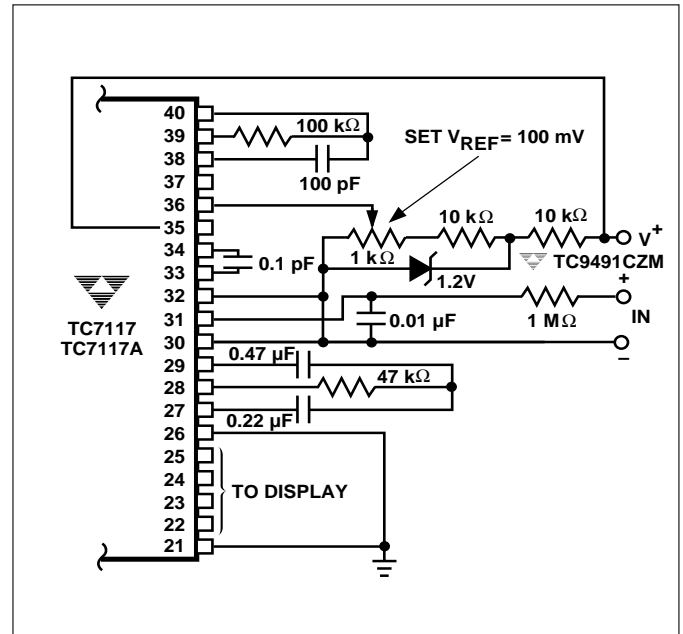 40
39
38
37
36
35
34
33
32
31
30
29
28
27
26
25
24
23
22
21
TC7117
TC7117A
100 kΩ
100 pF
SET VREF = 100 mV
10 kΩ
10 kΩ
V+
1 kΩ
TC9491CZM
1.2V
0.1 pF
+
IN
1 MΩ
0.01 µF
–
0.47 µF
47 kΩ
0.22 µF
TO DISPLAY